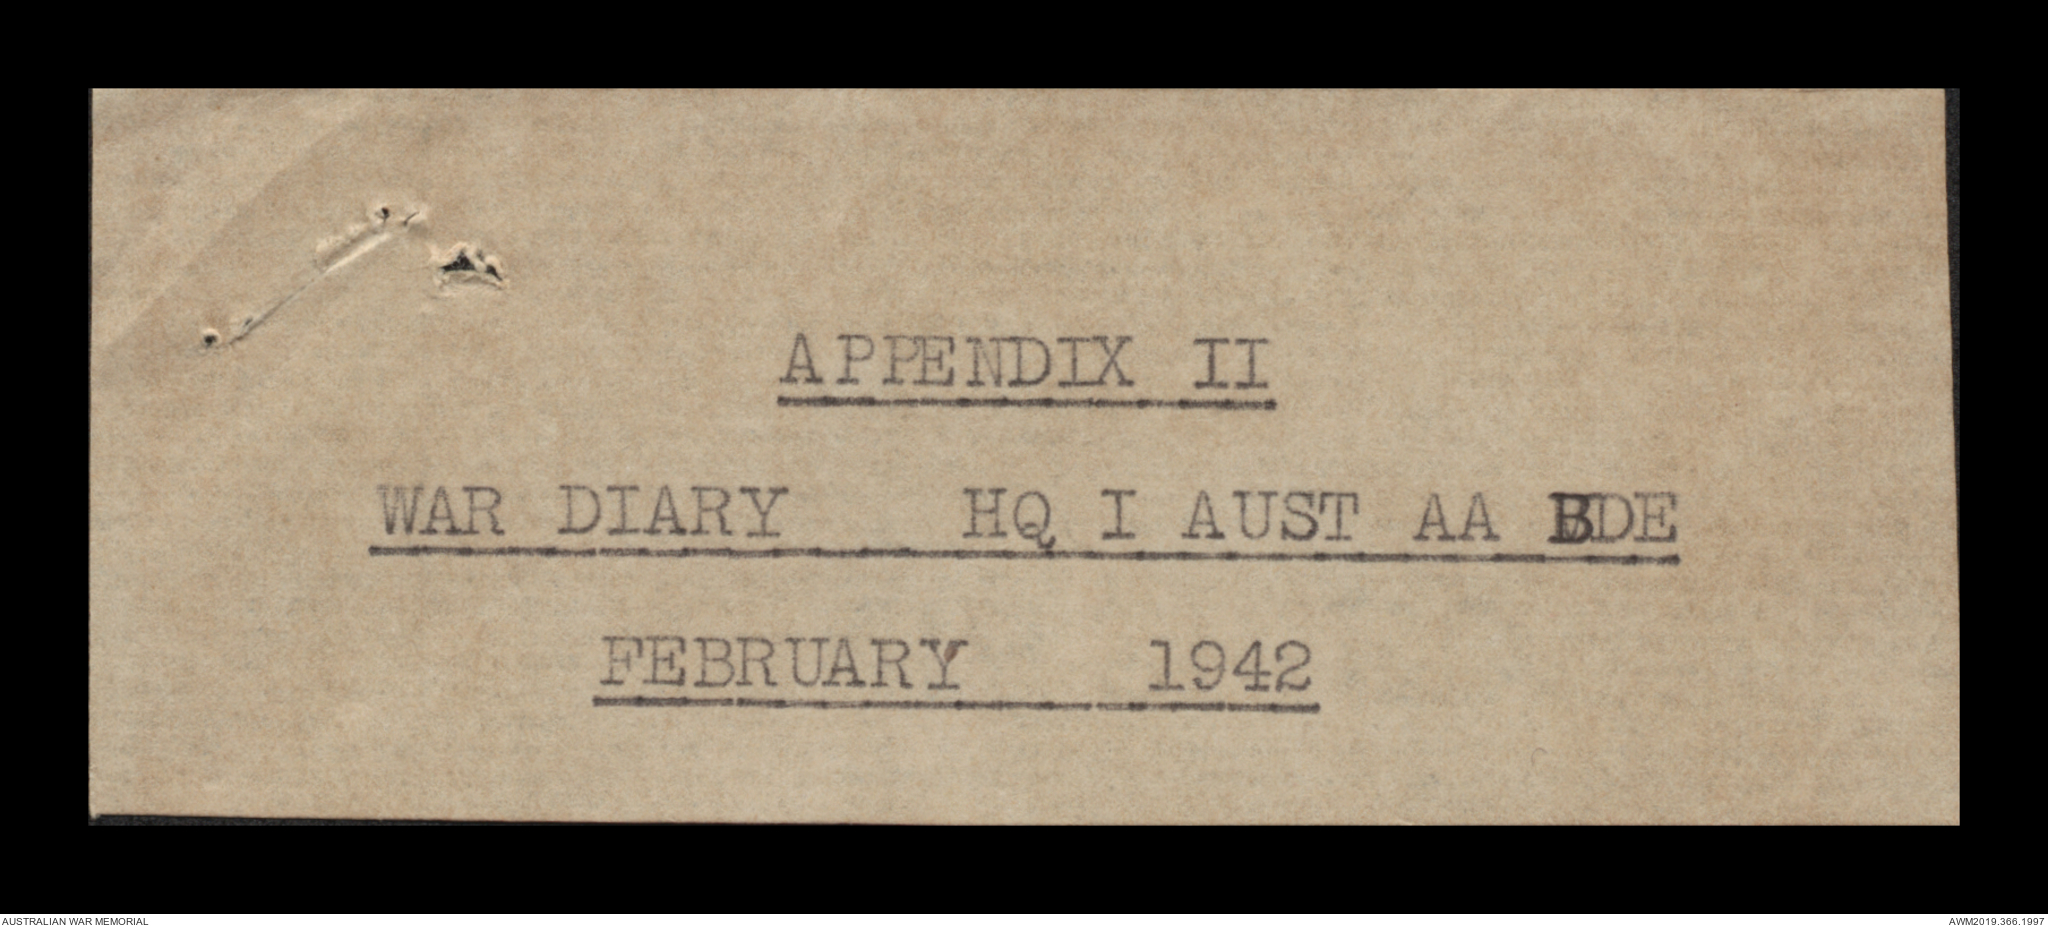 APPENDIX II
WAR DIARY HQ I AUST AA BDE
FEBRUARY 1942
AUSTRALIAN WAR MEMORIAL
AWM2019.366.1997